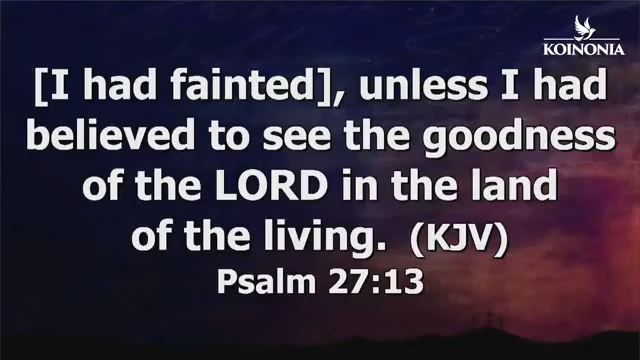 KOINONIA
[I had fainted], unless I had
believed to see the goodness
of the LORD in the land
of the living. (KJV)
Psalm 27:13